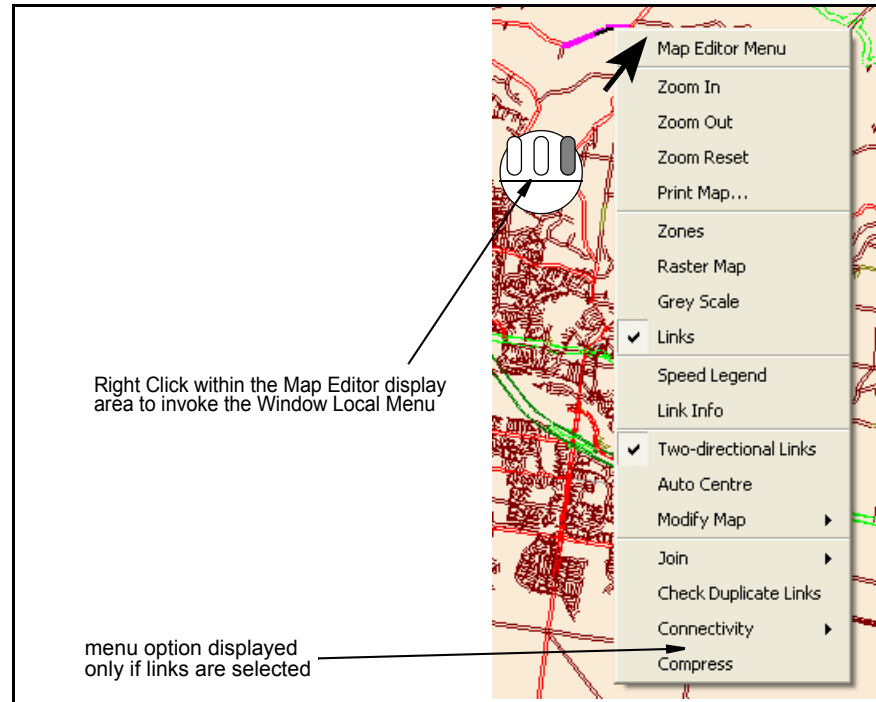 Map Editor Menu
Zoom In
Zoom Out
Zoom Reset
Print Map...
Zones
Raster Map
Grey Scale
Links
Speed Legend
Link Info
Two-directional Links
Auto Centre
Modify Map
Join
Check Duplicate Links
Connectivity
Compress
Right Click within the Map Editor display
area to invoke the Window Local Menu
menu option displayed
only if links are selected